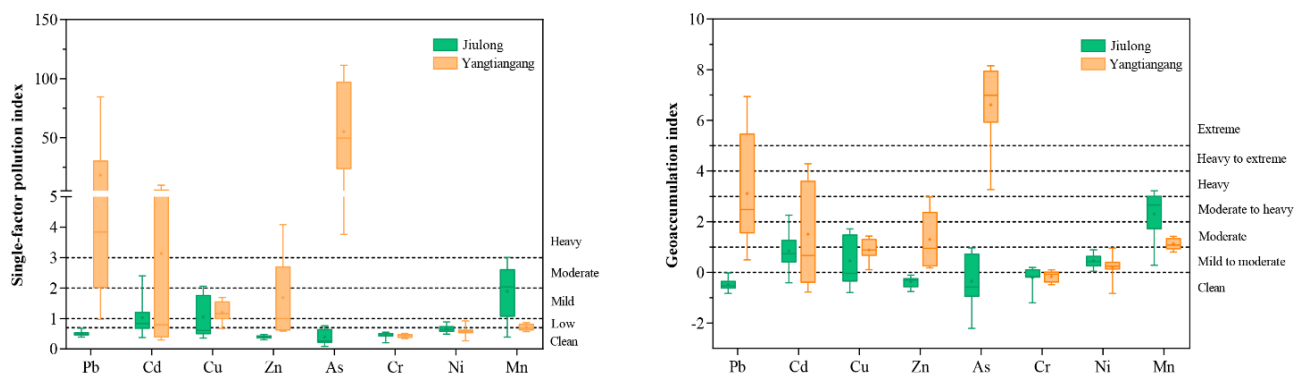 Single-factor pollution index
150
100
50
5
5
4
3
2
1
0
Jiulong
Yangtiangang
Heavy
Moderate
Mild
Low
Clean
Pb Cd Cu Zn As Cr Ni Mn
Geoaccumulation index
10
8
6
4
2
0
-2
Jiulong
Yangtiangang
Extreme
Heavy to extreme
Heavy
Moderate to heavy
Moderate
Mild to moderate
Clean
Pb Cd Cu Zn As Cr Ni Mn